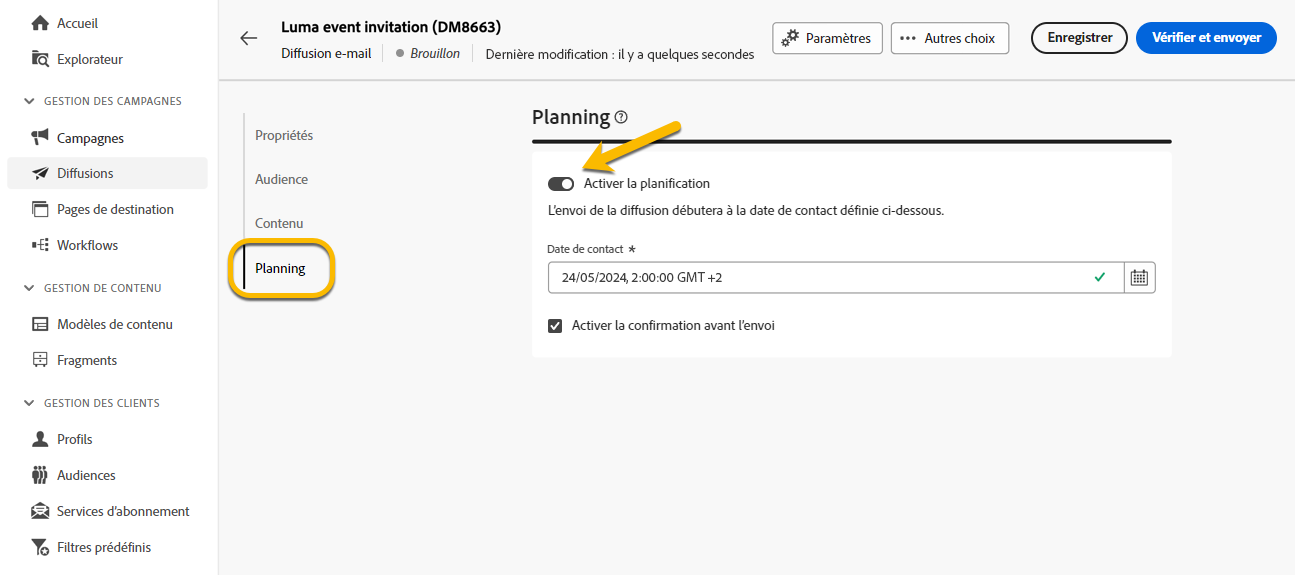 Accueil
Explorateur
GESTION DES CAMPAGNES
Campagnes
Diffusions
Pages de destination
Workflows
GESTION DE CONTENU
Modèles de contenu
Fragments
GESTION DES CLIENTS
Profils
Audiences
Services d'abonnement
Filtres prédéfinis
Luma event invitation (DM8663)
Diffusion e-mail
Brouillon
Dernière modification : il y a quelques secondes
Paramètres
Autres choix
Enregistrer
Vérifier et envoyer
Propriétés
Audience
Contenu
Planning
Planning
Activer la planification
L'envoi de la diffusion débutera à la date de contact définie ci-dessous.
Date de contact *
24/05/2024, 2:00:00 GMT +2
Activer la confirmation avant l'envoi